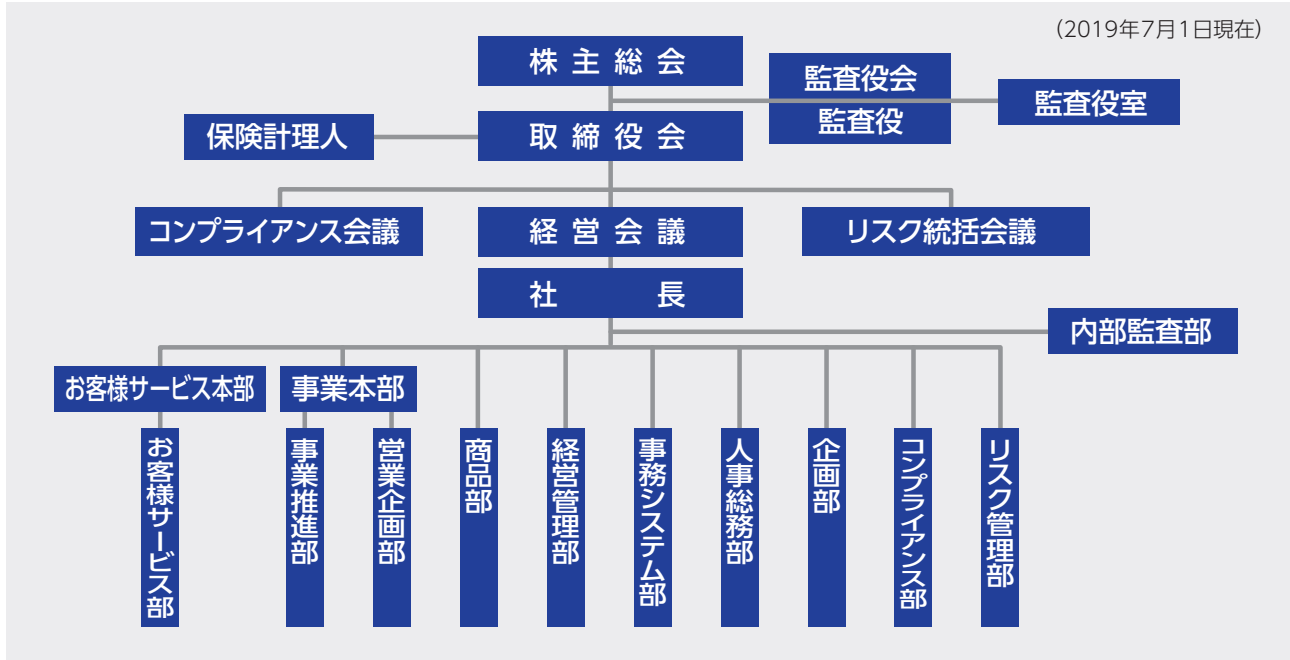 (2019年7月1日現在)
株主総会
監査役会
監査役
監査役室
保険計理人
取締役会
コンプライアンス会議
経営会議
リスク統括会議
社長
内部監査部
お客様サービス本部
事業本部
お客様サービス部
事業推進部
営業企画部
商品部
経営管理部
事務システム部
人事総務部
企画部
コンプライアンス部
リスク管理部